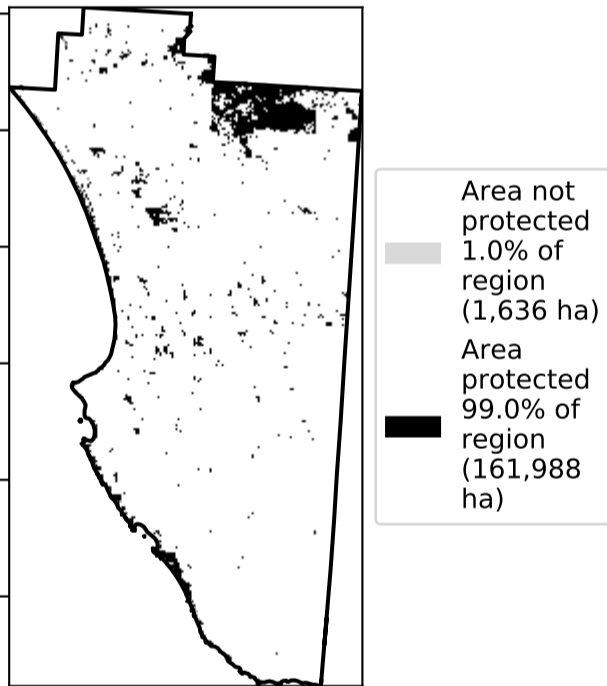 Area not
protected
1.0% of
region
(1,636 ha)
Area
protected
99.0% of
region
(161,988
ha)